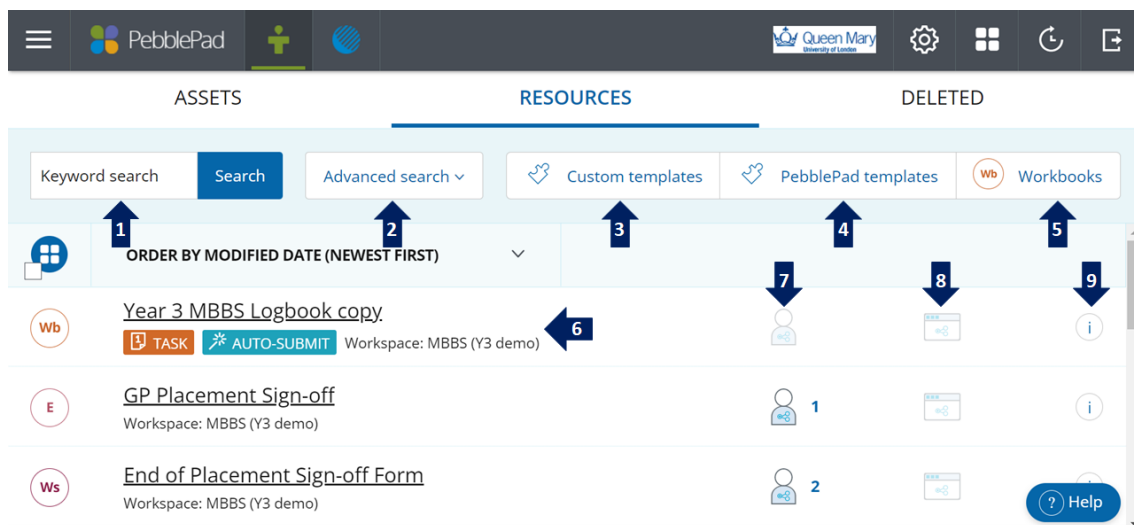 PebblePad
Queen Mary
University of London
ASSETS RESOURCES DELETED
Keyword search Search Advanced search Custom templates PebblePad templates Wb Workbooks
1 2 3 4 5
ORDER BY MODIFIED DATE (NEWEST FIRST)
7 8 9
Wb Year 3 MBBS Logbook copy i
TASK AUTO-SUBMIT Workspace: MBBS (Y3 demo) 6
E GP Placement Sign-off 1 i
Workspace: MBBS (Y3 demo)
Ws End of Placement Sign-off Form 2
Workspace: MBBS (Y3 demo)
? Help